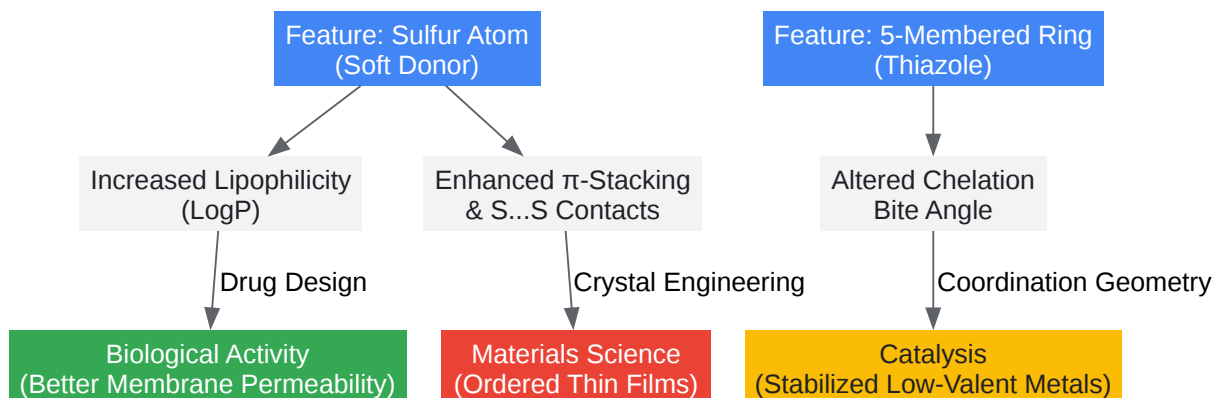 Feature: Sulfur Atom
(Soft Donor)
Feature: 5-Membered Ring
(Thiazole)
Increased Lipophilicity
(LogP)
Enhanced π-Stacking
& S...S Contacts
Altered Chelation
Bite Angle
Drug Design
Crystal Engineering
Coordination Geometry
Biological Activity
(Better Membrane Permeability)
Materials Science
(Ordered Thin Films)
Catalysis
(Stabilized Low-Valent Metals)